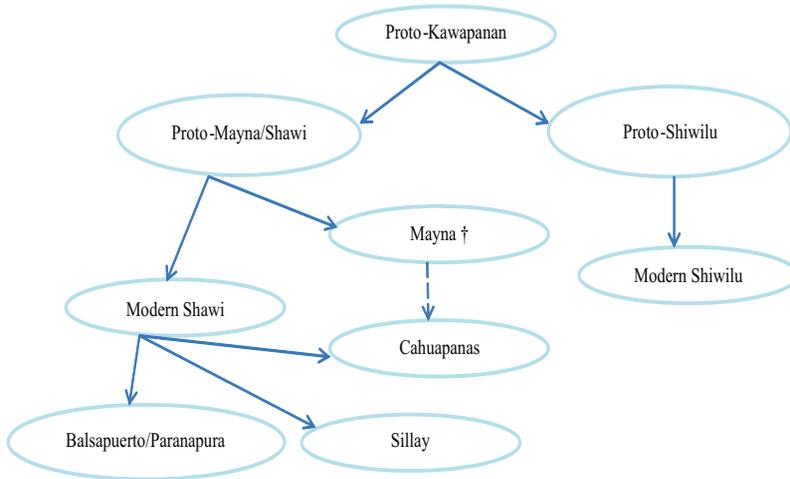 Proto-Kawapanan
Proto-Mayna/Shawi
Proto-Shiwilu
Mayna †
Modern Shiwilu
Modern Shawi
Cahuapanas
Balsapuerto/Paranapura
Sillay